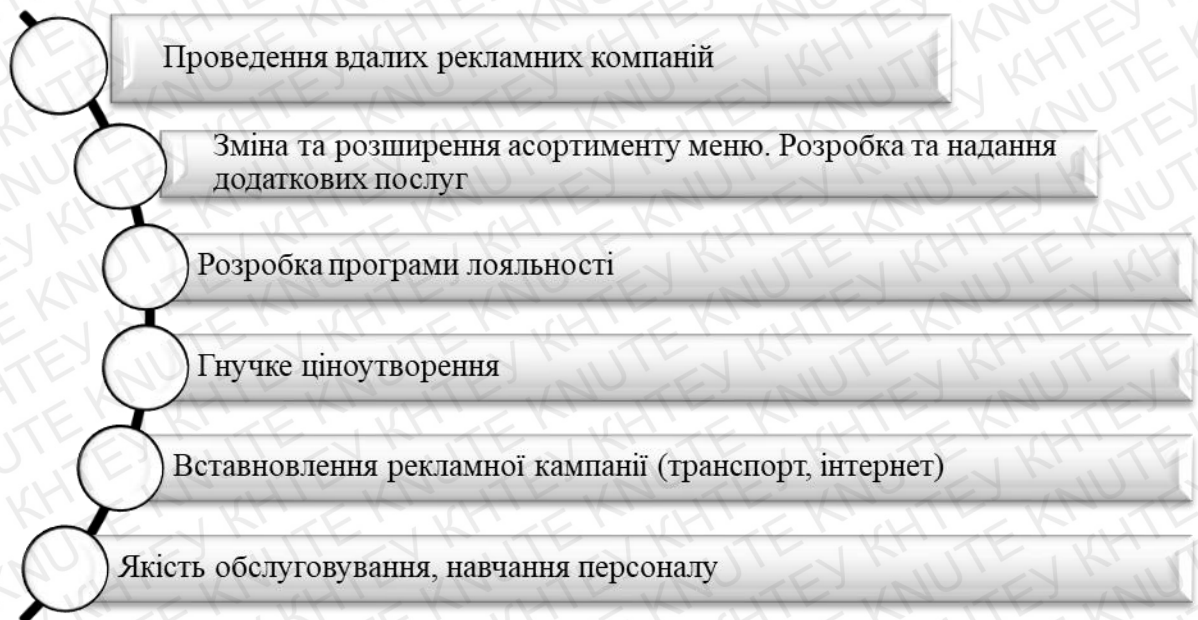 Проведення вдалих рекламних компаній
Зміна та розширення асортименту меню. Розробка та надання
додаткових послуг
Розробка програми лояльності
Гнучке ціноутворення
Вставновлення рекламної кампанії (транспорт, інтернет)
Якість обслуговування, навчання персоналу